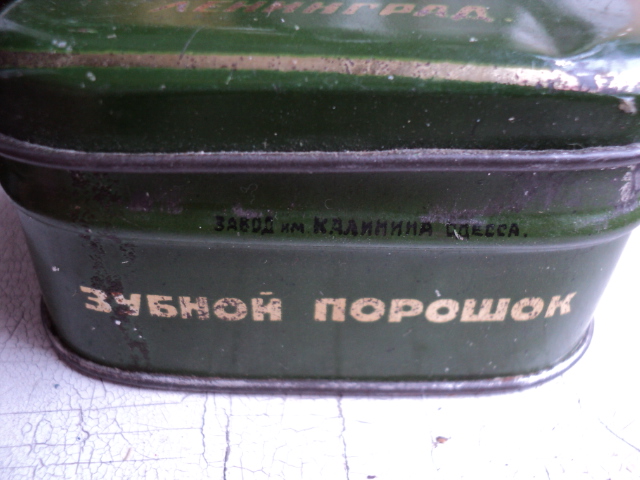 ЛЕНИНГРАД
ЗАВОД им. КАЛИНИНА ОДЕССА.
ЗУБНОЙ ПОРОШОК